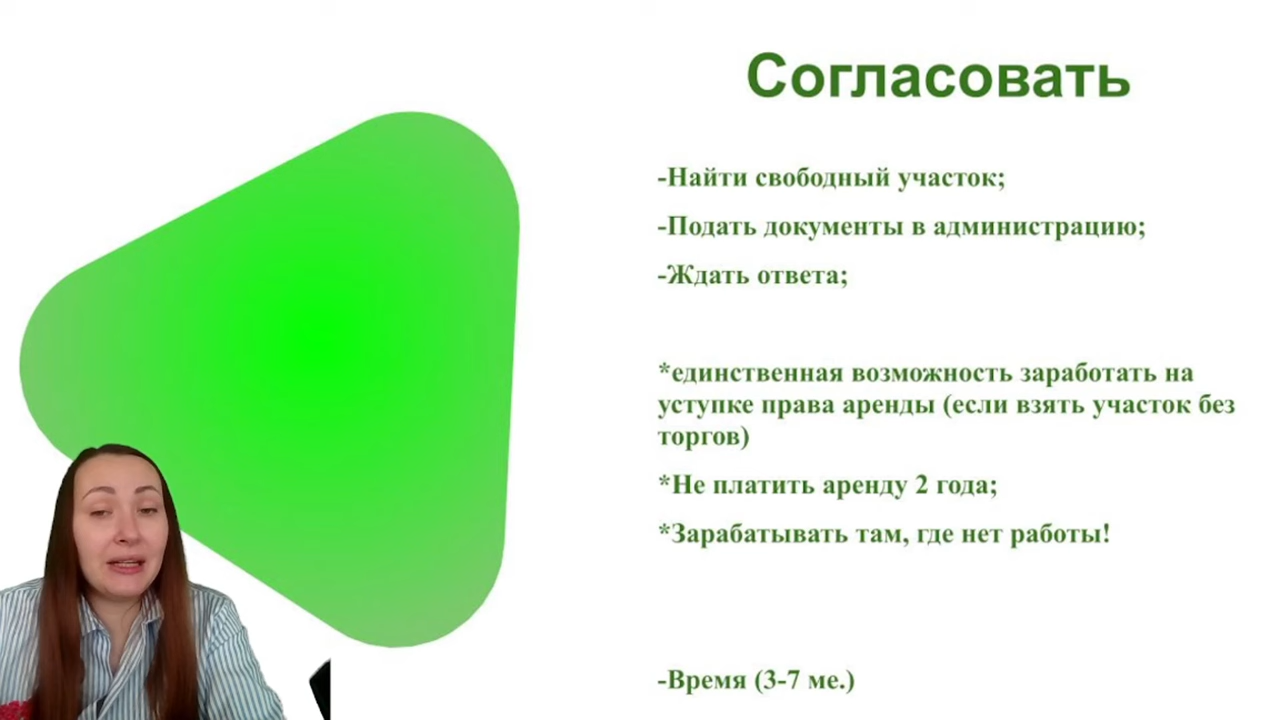 Согласовать
-Найти свободный участок;
-Подать документы в администрацию;
-Ждать ответа;
*единственная возможность заработать на
уступке права аренды (если взять участок без
торгов)
*Не платить аренду 2 года;
*Зарабатывать там, где нет работы!
-Время (3-7 ме.)